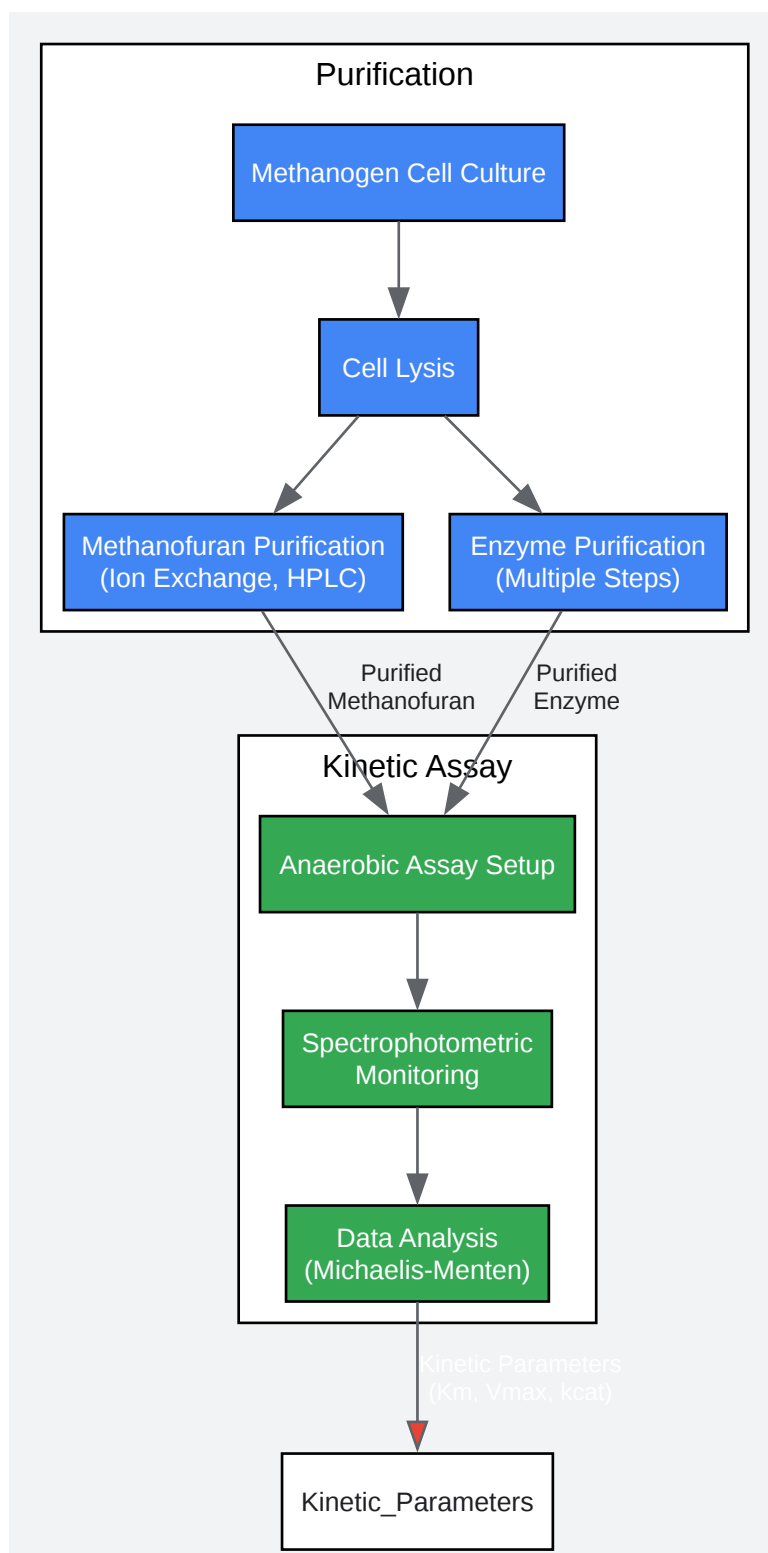 Purification
Methanogen Cell Culture
Cell Lysis
Methanofuran Purification
(Ion Exchange, HPLC)
Enzyme Purification
(Multiple Steps)
Purified
Methanofuran
Purified
Enzyme
Kinetic Assay
Anaerobic Assay Setup
Spectrophotometric
Monitoring
Data Analysis
(Michaelis-Menten)
Kinetic Parameters
(Km, Vmax, kcat)
Kinetic_Parameters